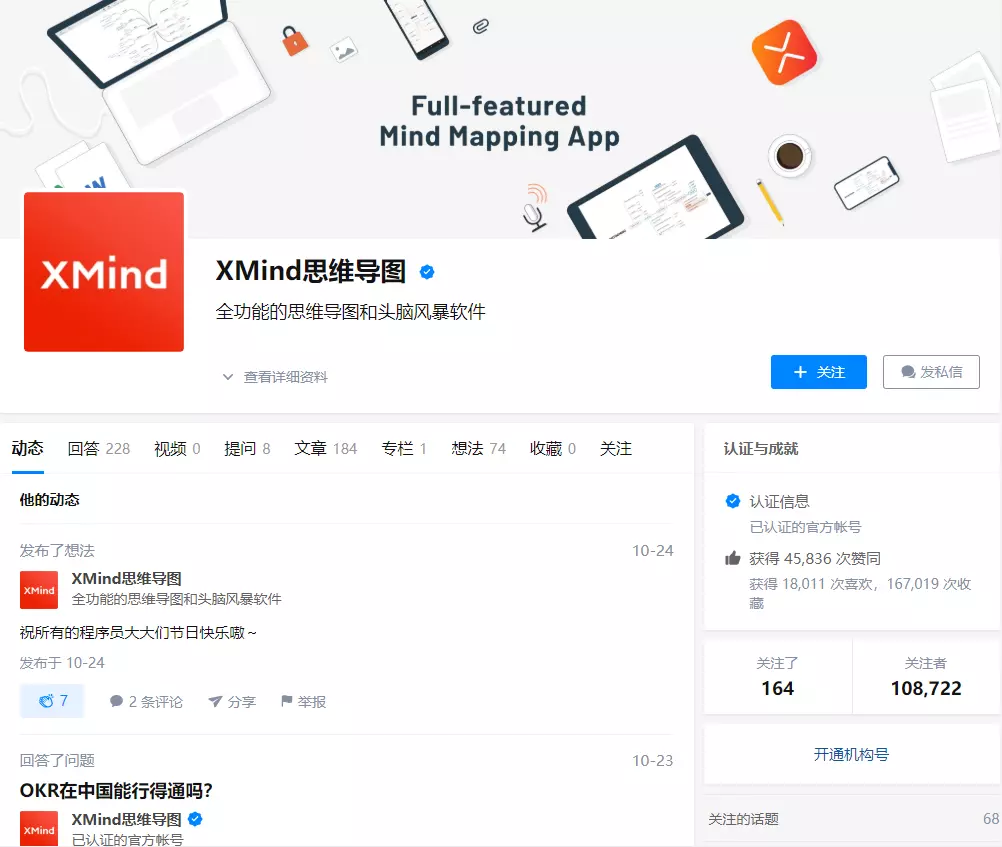 Full-featured
Mind Mapping App
W
XMind
XMind思维导图
全功能的思维导图和头脑风暴软件
查看详细资料
关注
发私信
动态 回答 228 视频 0 提问 8 文章 184 专栏 1 想法 74 收藏 0 关注
他的动态
发布了想法 10-24
XMind
XMind思维导图
全功能的思维导图和头脑风暴软件
祝所有的程序员大大们节日快乐嗷~
发布于 10-24
7 2 条评论 分享 举报
回答了问题 10-23
OKR在中国能行得通吗?
XMind
XMind思维导图
已认证的官方帐号
认证与成就
认证信息
已认证的官方帐号
获得 45,836 次赞同
获得 18,011 次喜欢，167,019 次收
藏
关注了 关注者
164 108,722
开通机构号
关注的话题 68